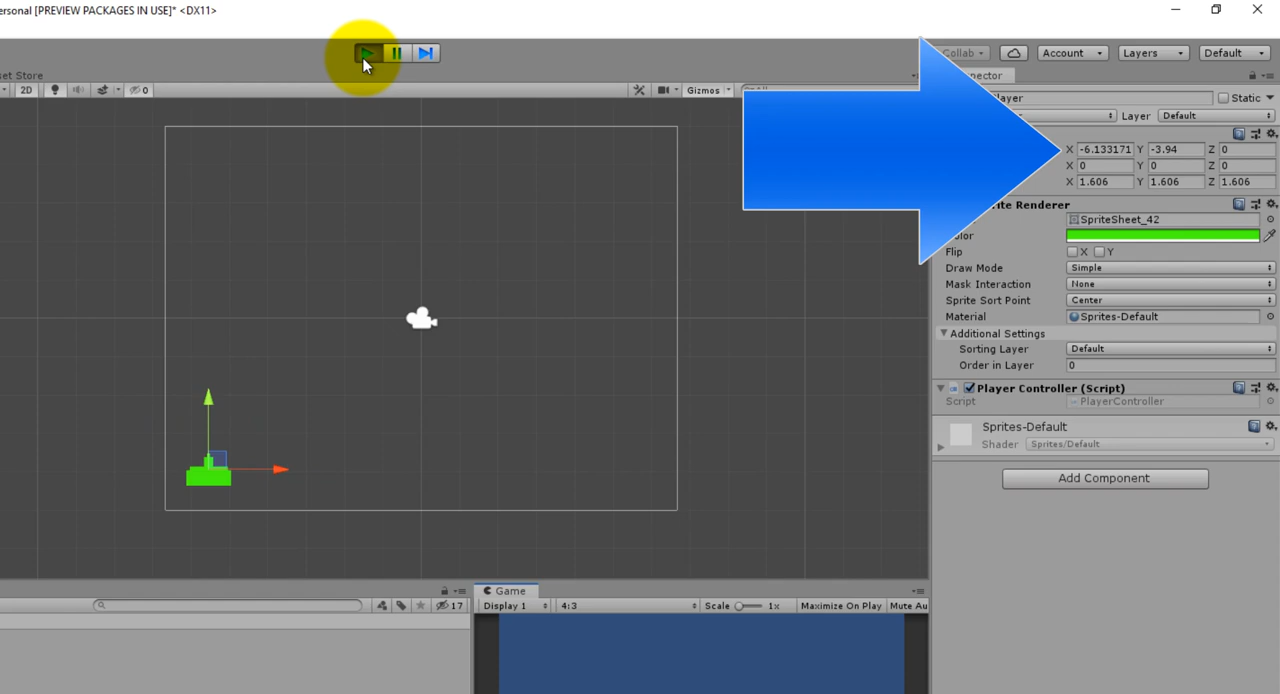 ersonal [PREVIEW PACKAGES IN USE]* <DX11>
Collab Account Layers Default
et Store
2D 0 Gizmos
layer Static
Layer Default
X -6.133171 Y -3.94 Z 0
X 0 Y 0 Z 0
X 1.606 Y 1.606 Z 1.606
rite Renderer
SpriteSheet_42
Color
Flip X Y
Draw Mode Simple
Mask Interaction None
Sprite Sort Point Center
Material Sprites-Default
Additional Settings
Sorting Layer Default
Order in Layer 0
Player Controller (Script)
Script PlayerController
Sprites-Default
Shader Sprites/Default
Add Component
17
Game
Display 1 4:3 Scale 1x Maximize On Play Mute Au